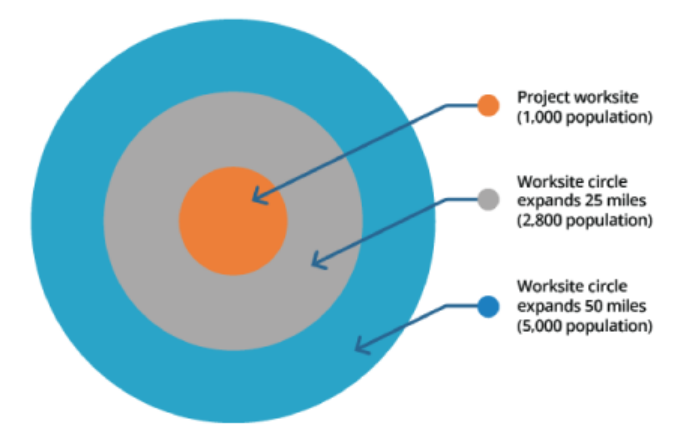 Project worksite
(1,000 population)
Worksite circle
expands 25 miles
(2,800 population)
Worksite circle
expands 50 miles
(5,000 population)